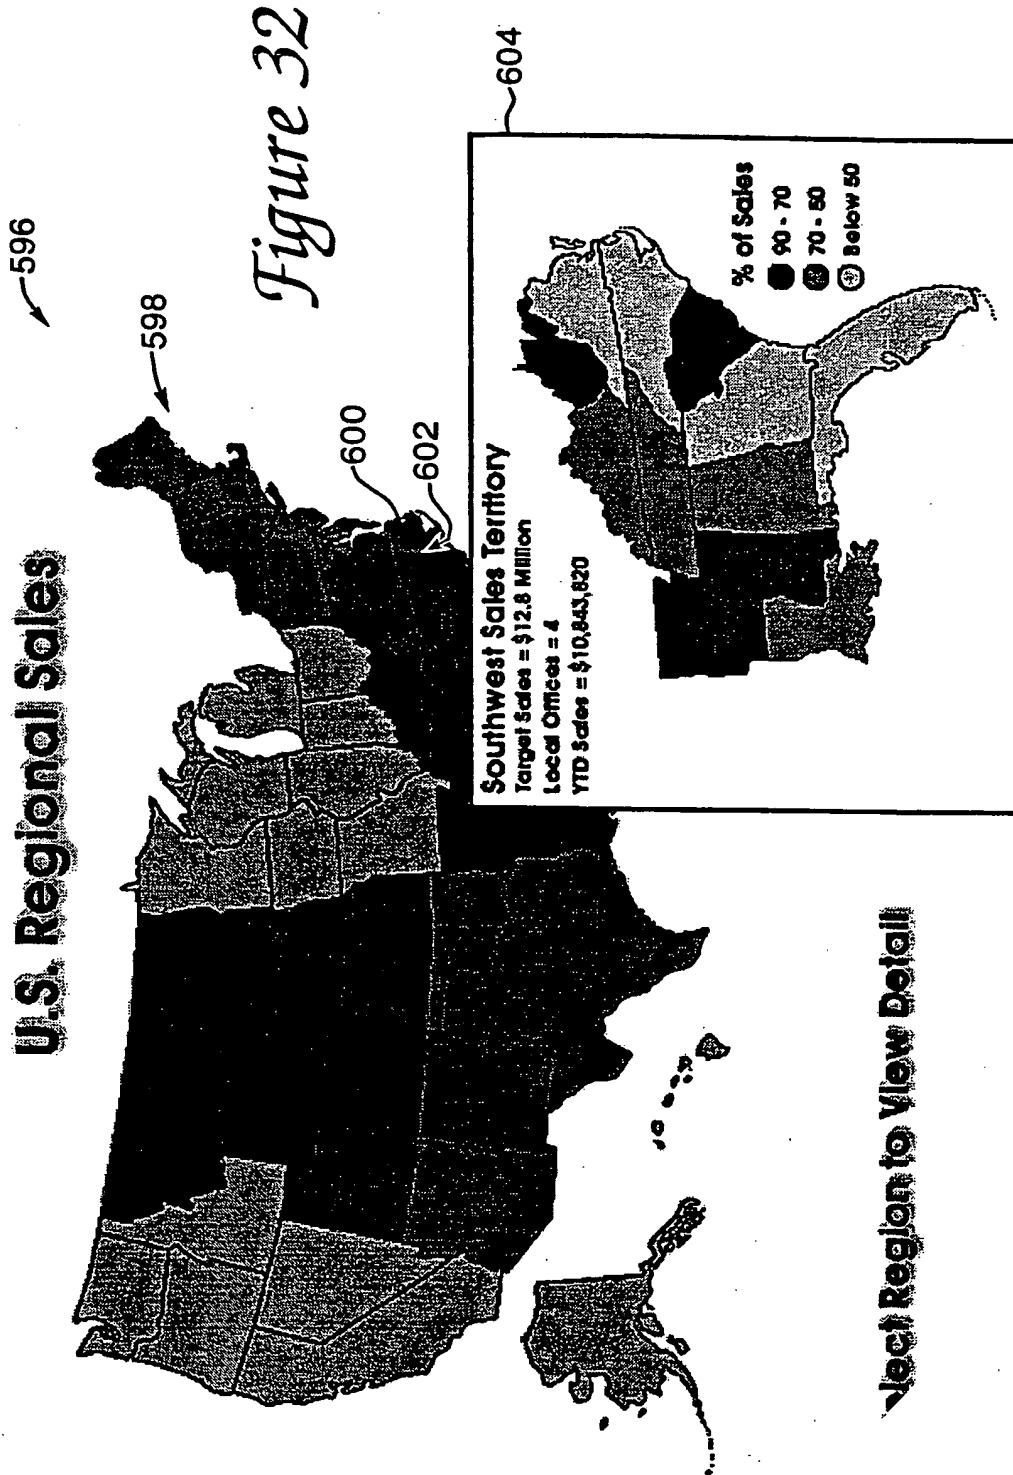 U.S. Regional Sales
596
598
Figure 32
600
602
604
Southwest Sales Territory
Target Sales = $12.8 Million
Local Offices = 4
YTD Sales = $10,843,820
% of Sales
90 - 70
70 - 50
Below 50
lect Region to View Detail